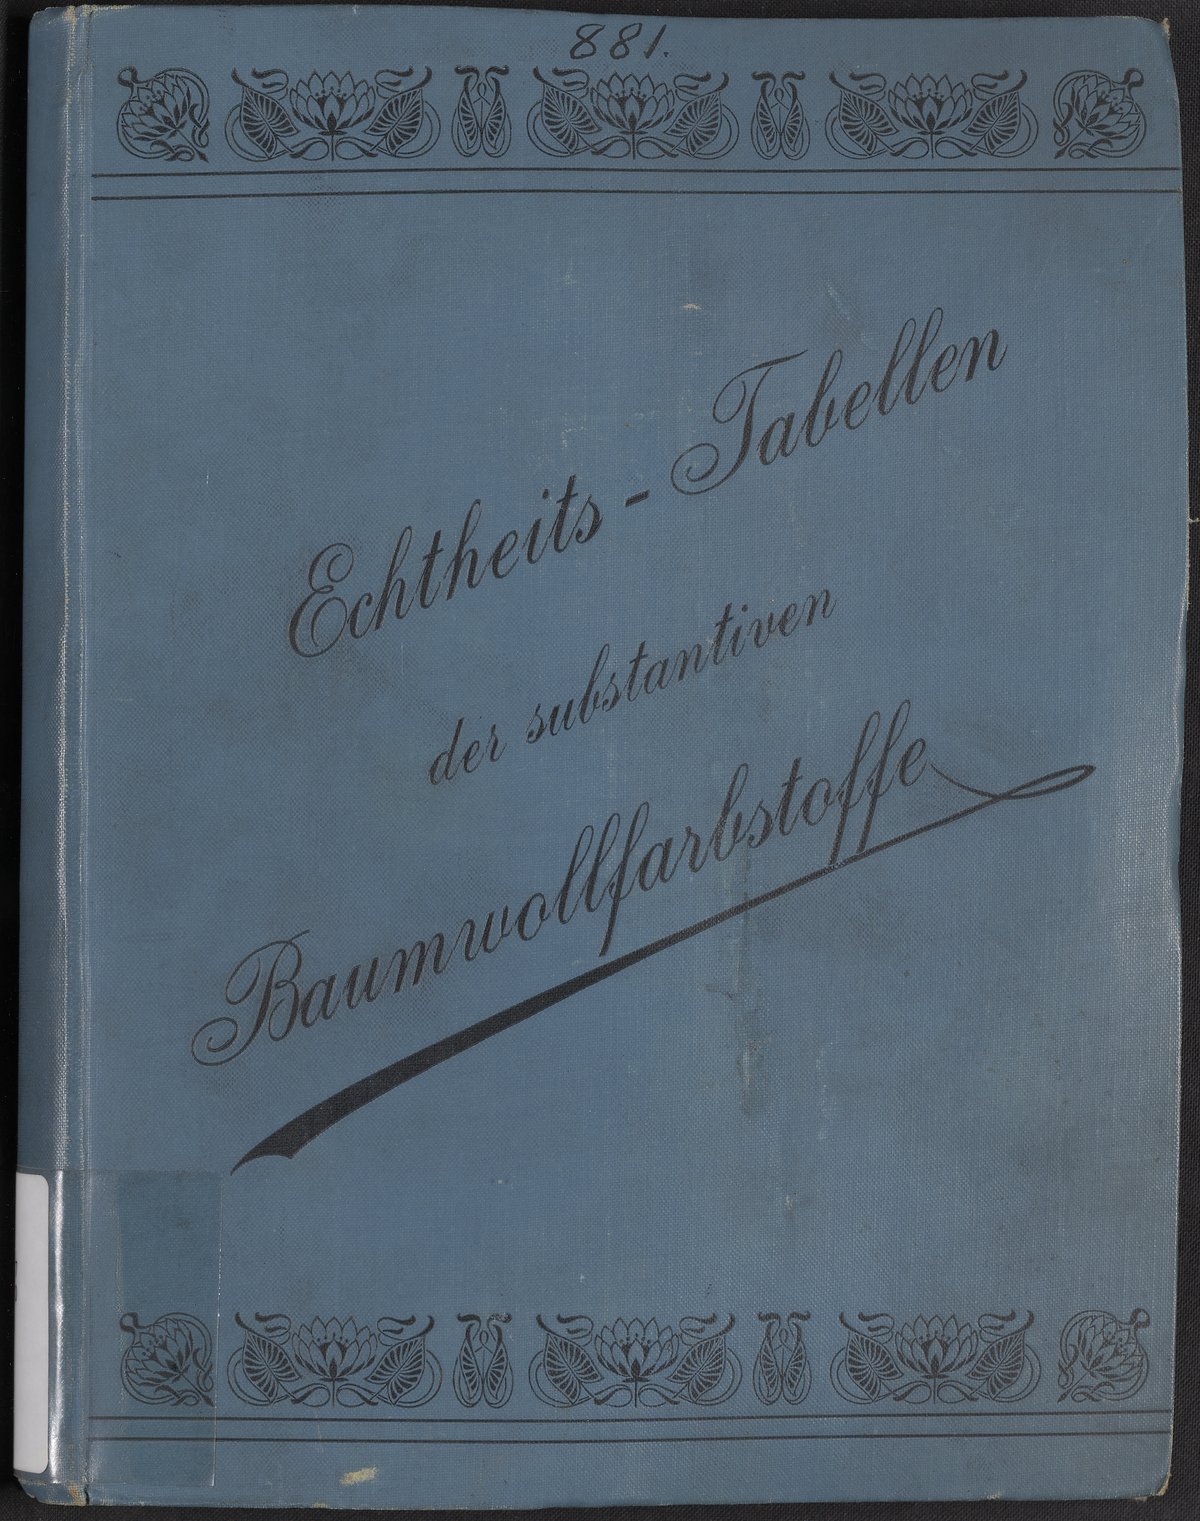 881.
Echtheits - Tabellen
der substantiven
Baumwollfarbstoffe